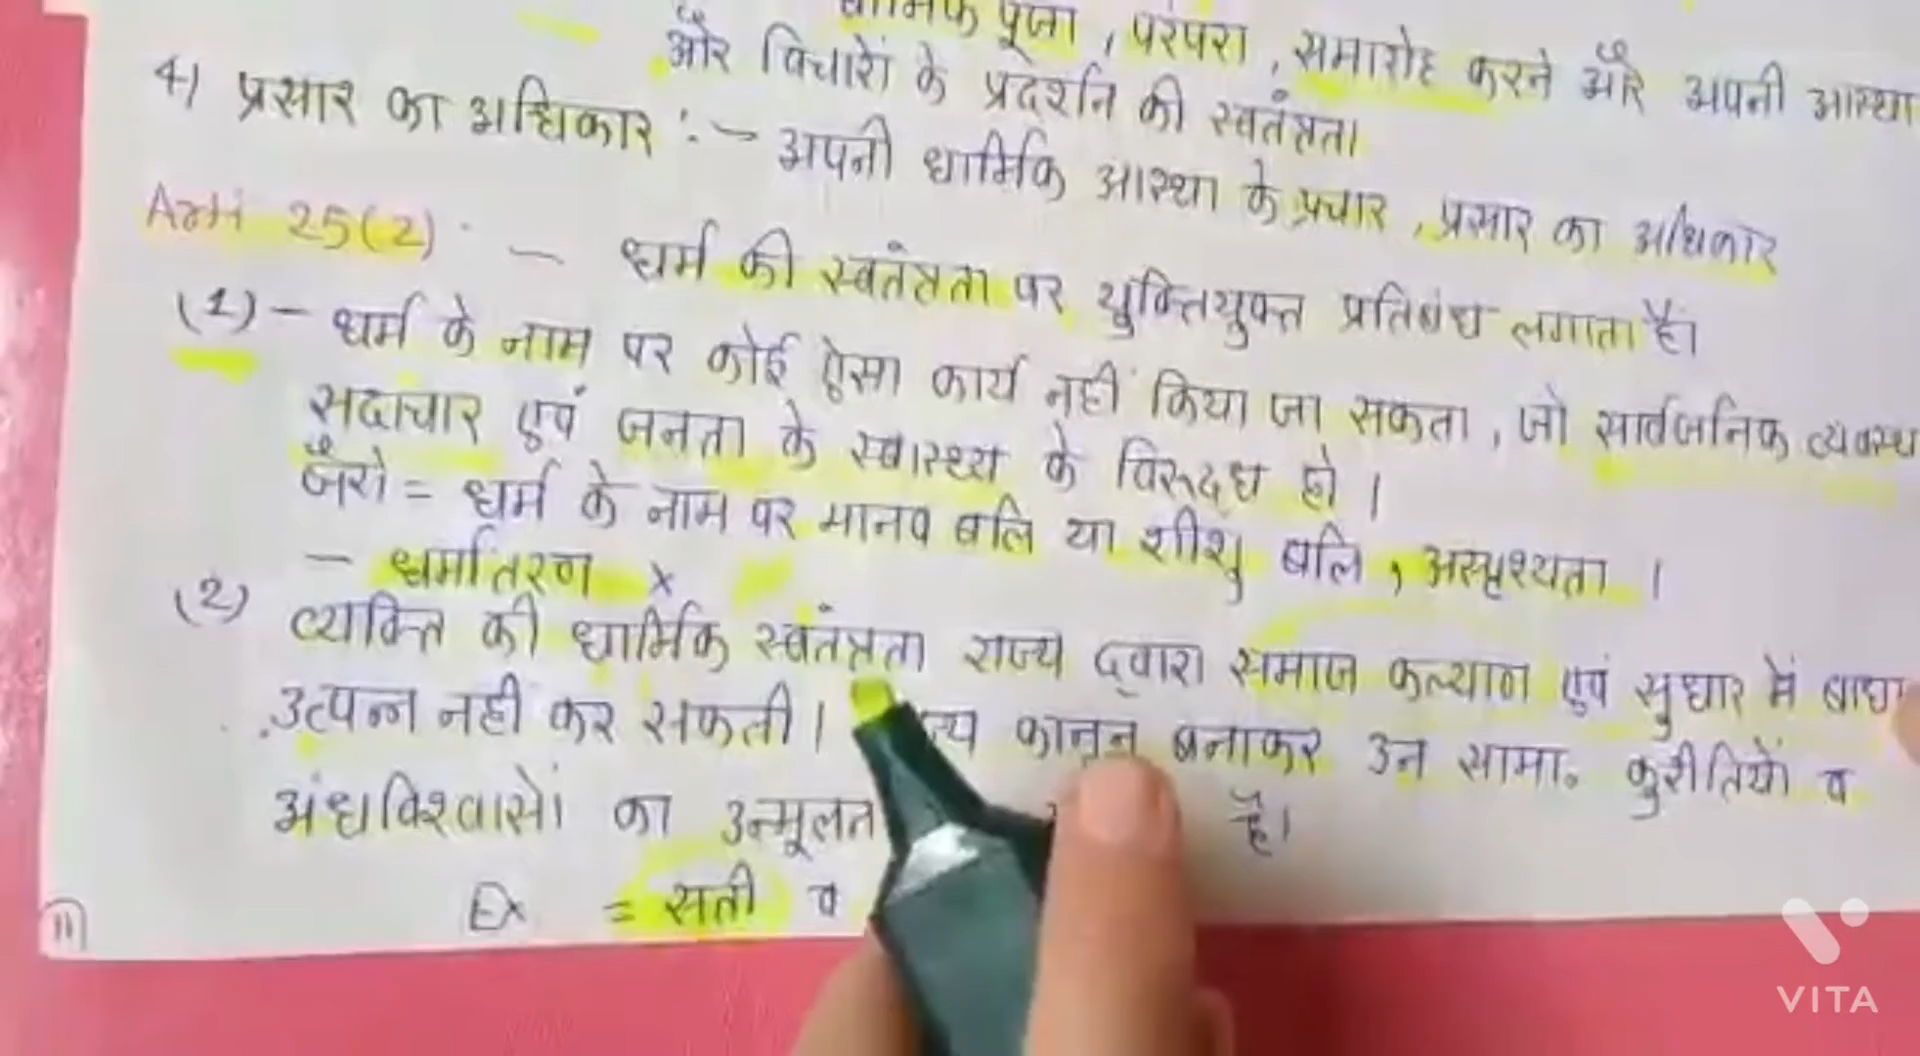 धार्मिक पूजा, परंपरा, समारोह करने और अपनी आस्था
और विचारों के प्रदर्शन की स्वतंत्रता
4) प्रसार का अधिकार :- अपनी धार्मिक आस्था के प्रचार, प्रसार का अधिकार
Arti 25(2) - धर्म की स्वतंत्रता पर युक्तियुक्त प्रतिबंध लगाता है।
(1) - धर्म के नाम पर कोई ऐसा कार्य नहीं किया जा सकता, जो सार्वजनिक व्यवस्थ
सदाचार एवं जनता के स्वास्थ्य के विरुद्ध हो।
जैसे = धर्म के नाम पर मानव बलि या शीशु बलि, अस्पृश्यता।
- धर्मातरण x
(2) व्यक्ति की धार्मिक स्वतंत्रता राज्य द्वारा समाज कल्याण एवं सुधार में बाधा
उत्पन्न नहीं कर सकती। ज्य कानून बनाकर उन सामा. कुरीतियों व
अंधविश्वासों का उन्मूलन है।
Ex = सती व
11
VITA